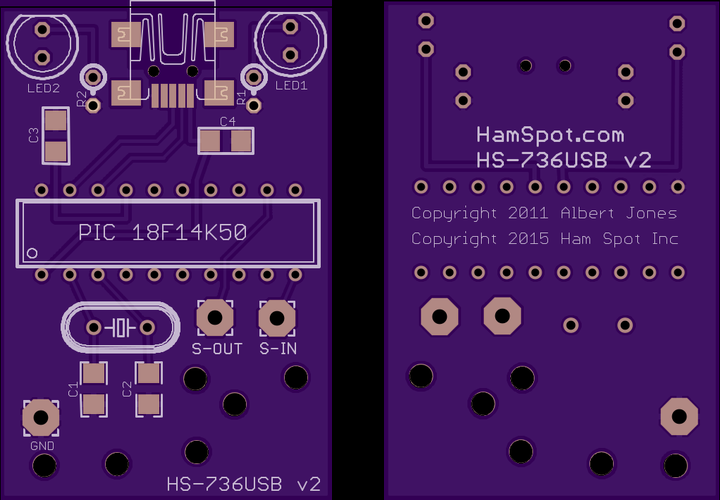 LED2
LED1
R2
R1
C3
C4
PIC 18F14K50
S-OUT
S-IN
C1
C2
GND
HS-736USB v2
HamSpot.com
HS-736USB v2
Copyright 2011 Albert Jones
Copyright 2015 Ham Spot Inc